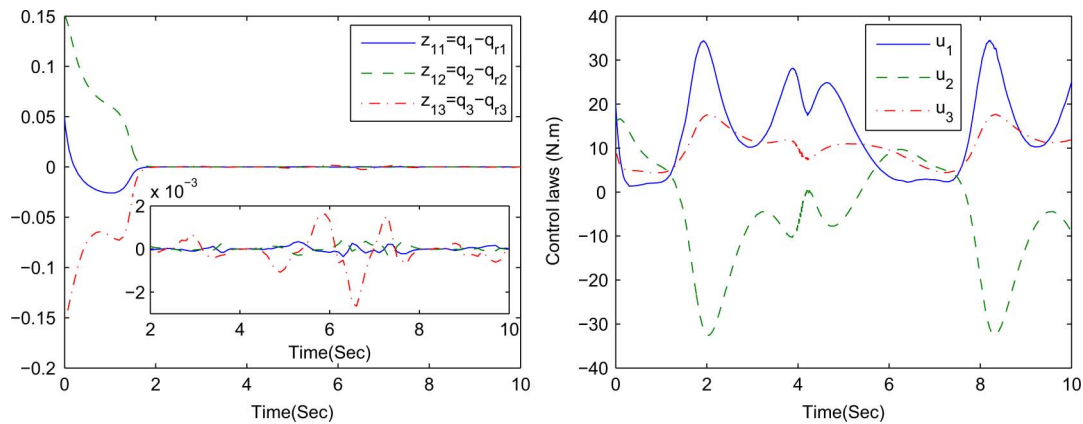 0.15
0.1
0.05
0
−0.05
−0.1
−0.15
−0.2
z11=q1−qr1
z12=q2−qr2
z13=q3−qr3
x 10−3
2
0
−2
2 4 6 8 10
Time(Sec)
0 2 4 6 8 10
Time(Sec)
Control laws (N.m)
40
30
20
10
0
−10
−20
−30
−40
u1
u2
u3
0 2 4 6 8 10
Time(Sec)